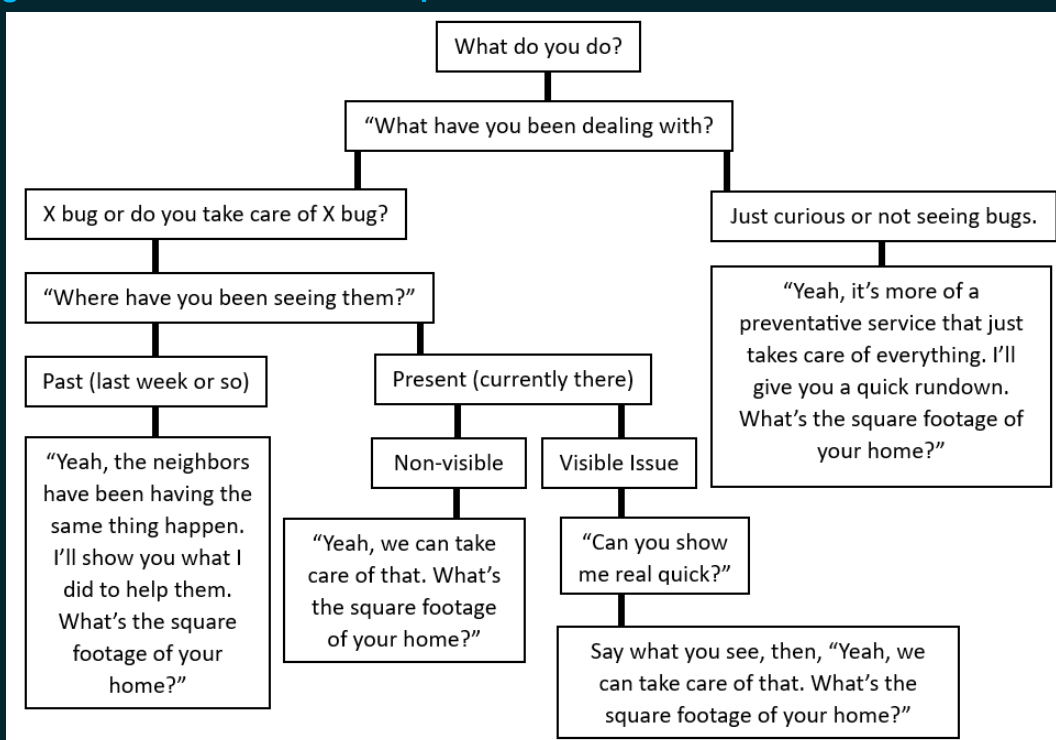 What do you do?
“What have you been dealing with?
X bug or do you take care of X bug?
Just curious or not seeing bugs.
“Where have you been seeing them?”
“Yeah, it’s more of a
preventative service that just
takes care of everything. I’ll
give you a quick rundown.
What’s the square footage of
your home?”
Past (last week or so)
Present (currently there)
Non-visible
Visible Issue
“Yeah, the neighbors
have been having the
same thing happen.
I’ll show you what I
did to help them.
What’s the square
footage of your
home?”
“Yeah, we can take
care of that. What’s
the square footage
of your home?”
“Can you show
me real quick?”
Say what you see, then, “Yeah, we
can take care of that. What’s the
square footage of your home?”